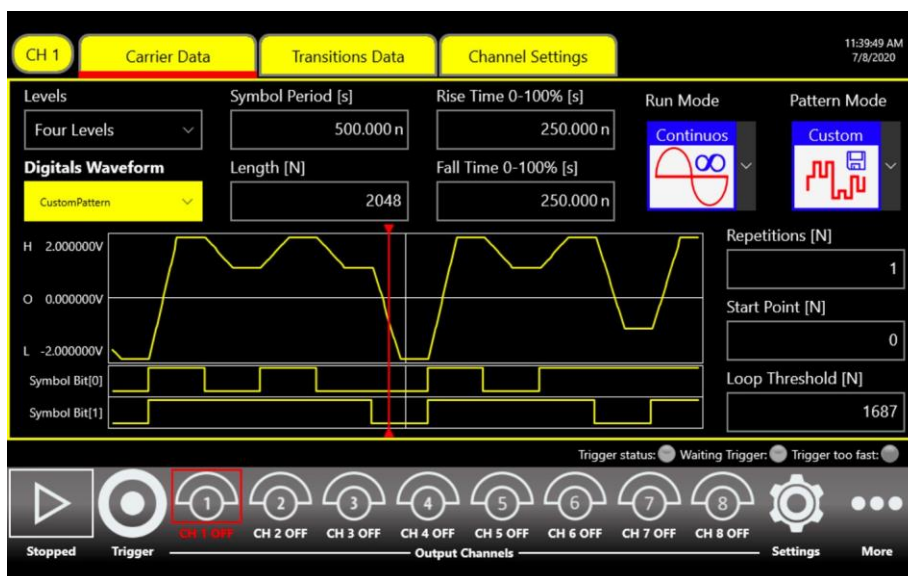 CH 1
Carrier Data
Transitions Data
Channel Settings
11:39:49 AM
7/8/2020
Levels
Symbol Period [s]
Rise Time 0-100% [s]
Run Mode
Pattern Mode
Four Levels
500.000 n
250.000 n
Continuos
Custom
Digitals Waveform
Length [N]
Fall Time 0-100% [s]
CustomPattern
2048
250.000 n
H 2.000000V
O 0.000000V
L -2.000000V
Symbol Bit[0]
Symbol Bit[1]
Repetitions [N]
1
Start Point [N]
0
Loop Threshold [N]
1687
Trigger status: Waiting Trigger: Trigger too fast:
1 2 3 4 5 6 7 8
CH 1 OFF CH 2 OFF CH 3 OFF CH 4 OFF CH 5 OFF CH 6 OFF CH 7 OFF CH 8 OFF
Stopped Trigger Output Channels Settings More